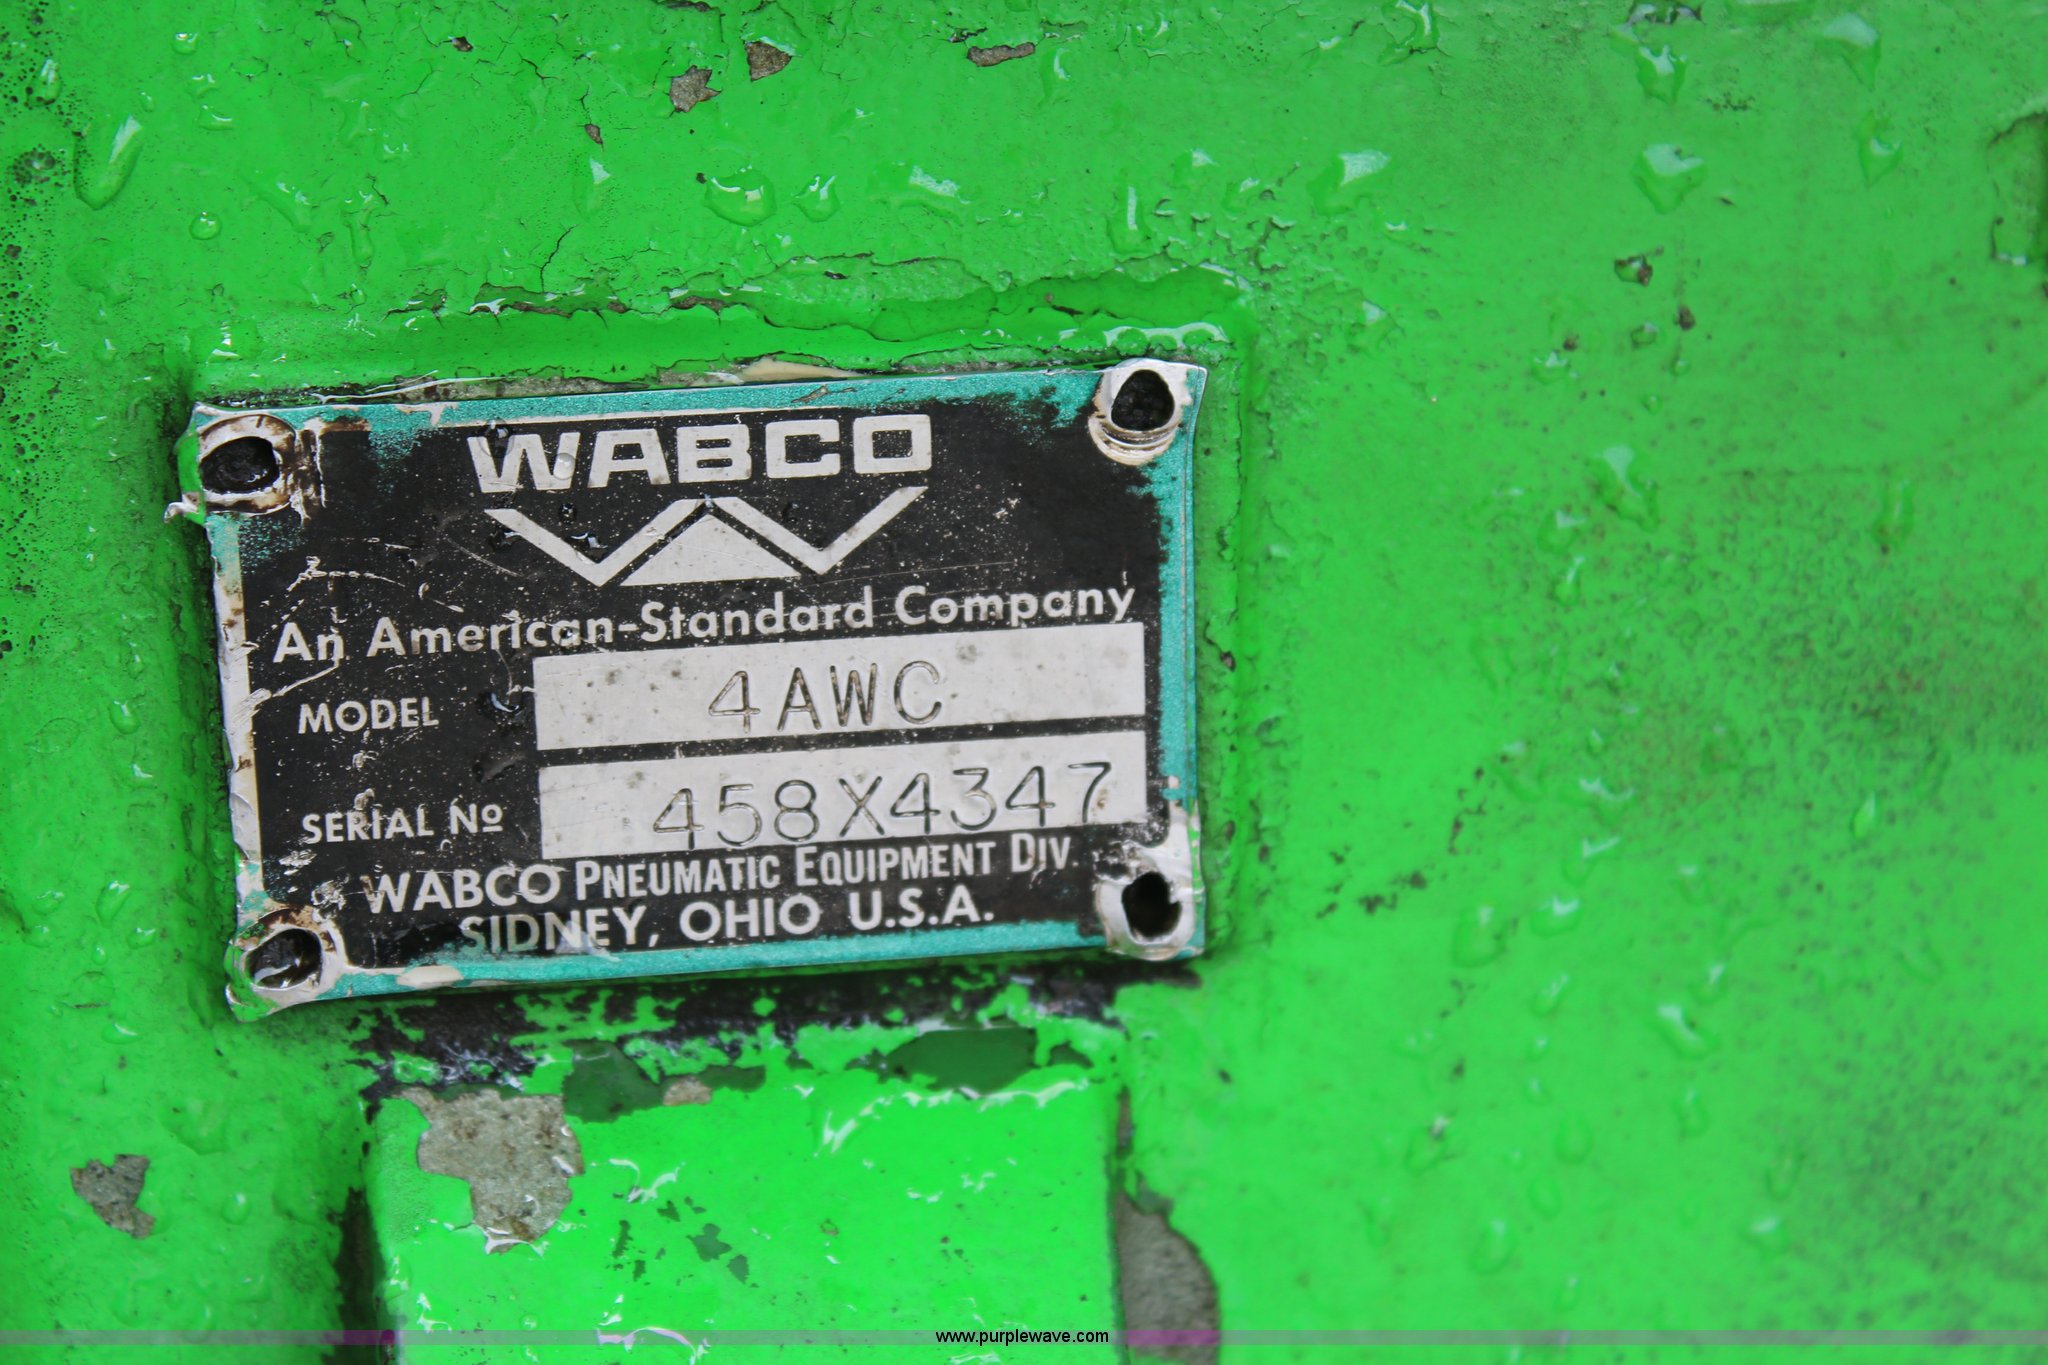 WABCO
An American-Standard Company
MODEL 4AWC
SERIAL Nº 458X4347
WABCO PNEUMATIC EQUIPMENT DIV.
SIDNEY, OHIO U.S.A.
www.purplewave.com